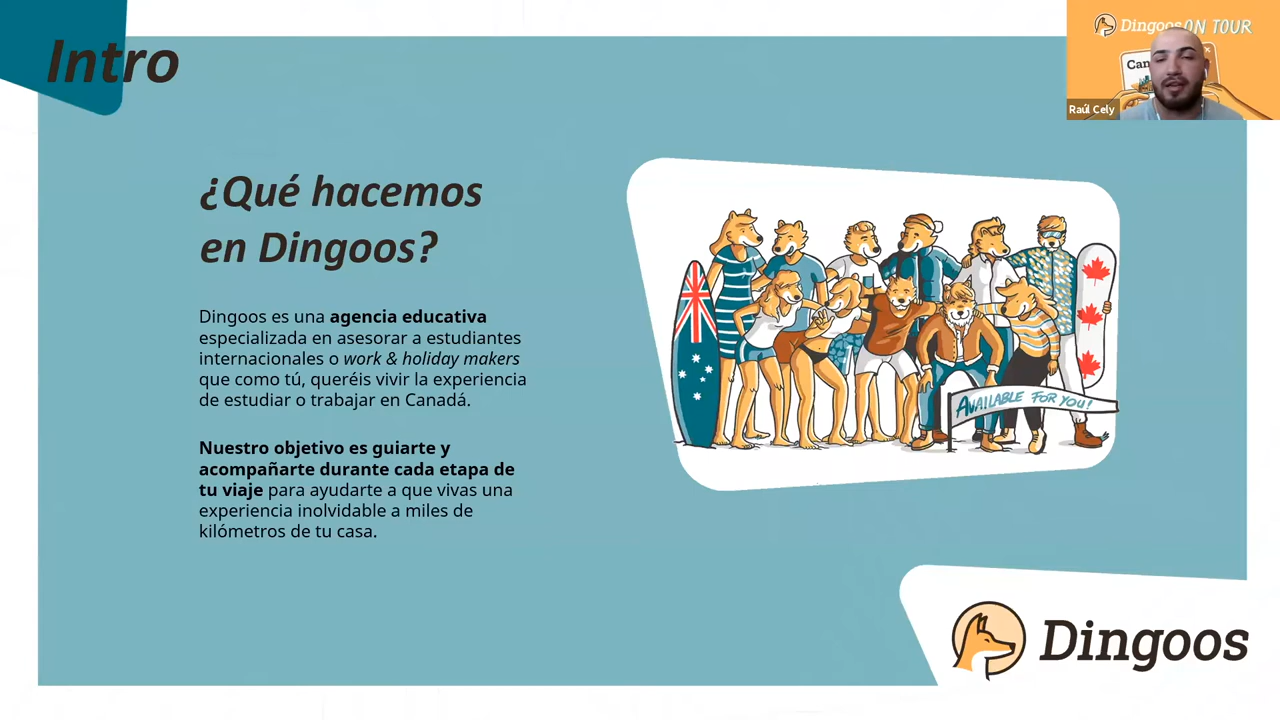 Intro
Dingoos ON TOUR
Can
Raúl Cely
¿Qué hacemos
en Dingoos?
Dingoos es una agencia educativa
especializada en asesorar a estudiantes
internacionales o work & holiday makers
que como tú, queréis vivir la experiencia
de estudiar o trabajar en Canadá.
Nuestro objetivo es guiarte y
acompañarte durante cada etapa de
tu viaje para ayudarte a que vivas una
experiencia inolvidable a miles de
kilómetros de tu casa.
AVAILABLE FOR YOU!
Dingoos